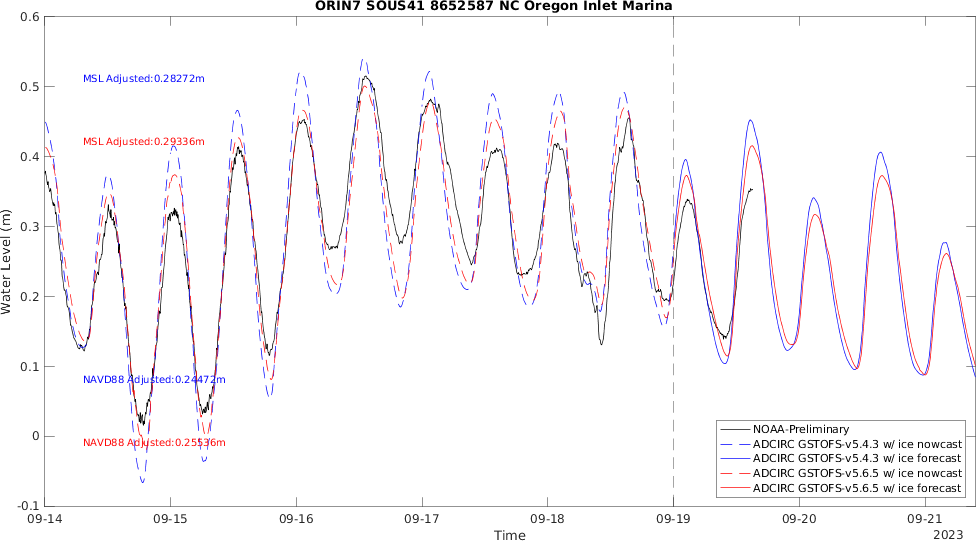 ORIN7 SOUS41 8652587 NC Oregon Inlet Marina
0.6
0.5
0.4
0.3
0.2
0.1
0
-0.1
Water Level (m)
MSL Adjusted:0.28272m
MSL Adjusted:0.29336m
NAVD88 Adjusted:0.24472m
NAVD88 Adjusted:0.25536m
NOAA-Preliminary
ADCIRC GSTOFS-v5.4.3 w/ ice nowcast
ADCIRC GSTOFS-v5.4.3 w/ ice forecast
ADCIRC GSTOFS-v5.6.5 w/ ice nowcast
ADCIRC GSTOFS-v5.6.5 w/ ice forecast
09-14 09-15 09-16 09-17 09-18 09-19 09-20 09-21
Time
2023